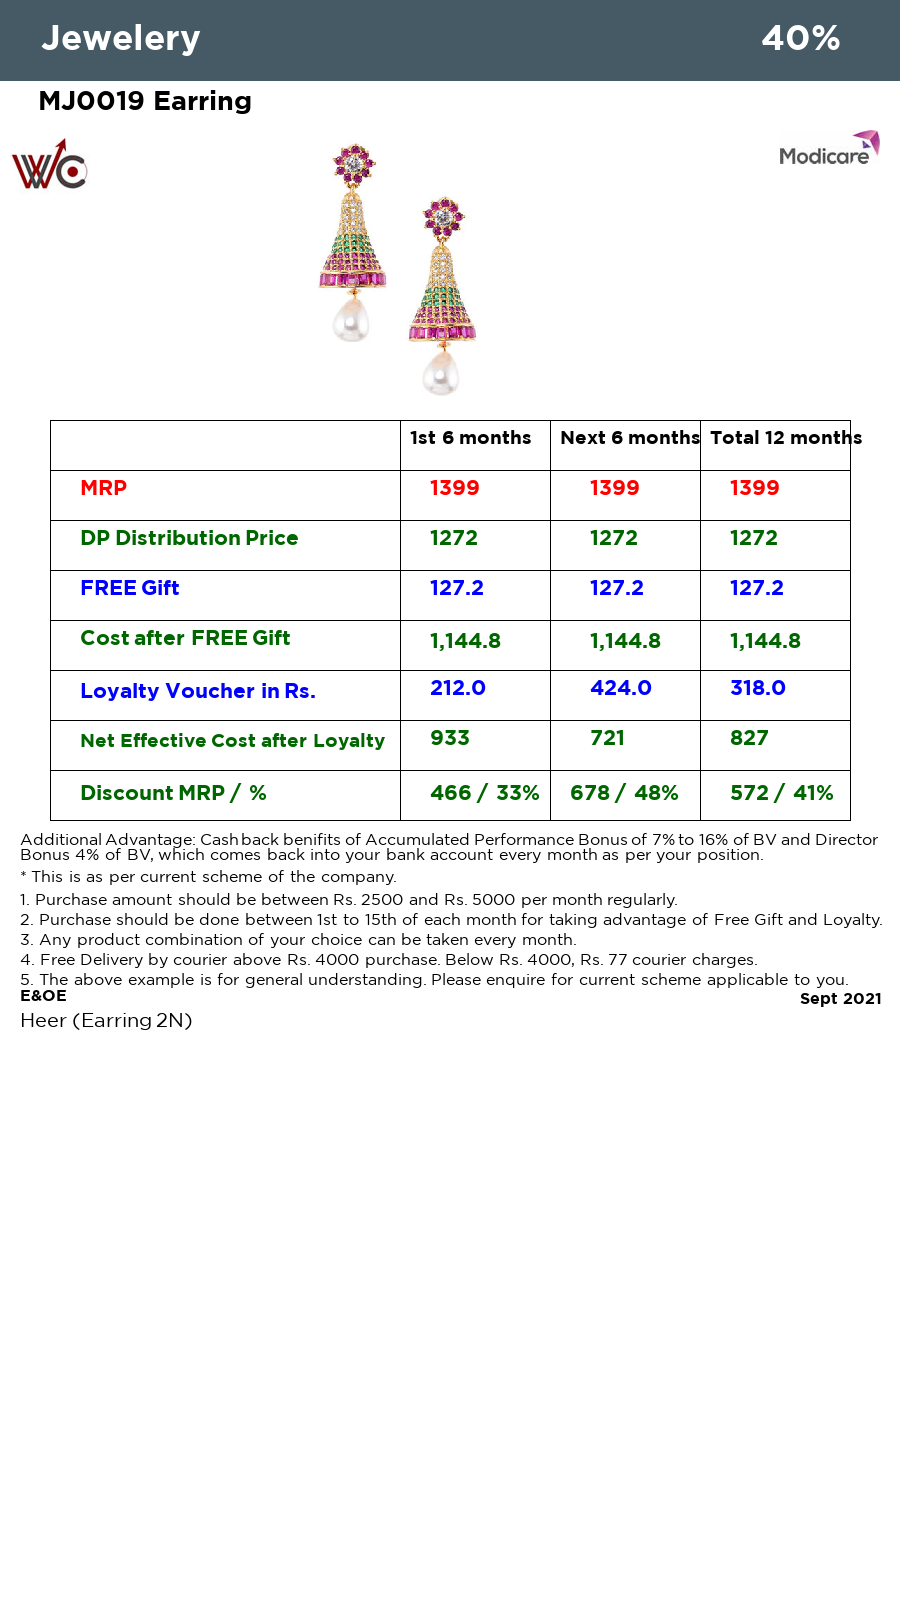 Jewelery 40%
MJ0019 Earring
WC
Modicare
1st 6 months Next 6 months Total 12 months
MRP 1399 1399 1399
DP Distribution Price 1272 1272 1272
FREE Gift 127.2 127.2 127.2
Cost after FREE Gift 1,144.8 1,144.8 1,144.8
Loyalty Voucher in Rs. 212.0 424.0 318.0
Net Effective Cost after Loyalty 933 721 827
Discount MRP / % 466 / 33% 678 / 48% 572 / 41%
Additional Advantage: Cashback benifits of Accumulated Performance Bonus of 7% to 16% of BV and Director
Bonus 4% of BV, which comes back into your bank account every month as per your position.
* This is as per current scheme of the company.
1. Purchase amount should be between Rs. 2500 and Rs. 5000 per month regularly.
2. Purchase should be done between 1st to 15th of each month for taking advantage of Free Gift and Loyalty.
3. Any product combination of your choice can be taken every month.
4. Free Delivery by courier above Rs. 4000 purchase. Below Rs. 4000, Rs. 77 courier charges.
5. The above example is for general understanding. Please enquire for current scheme applicable to you.
E&OE Sept 2021
Heer (Earring 2N)